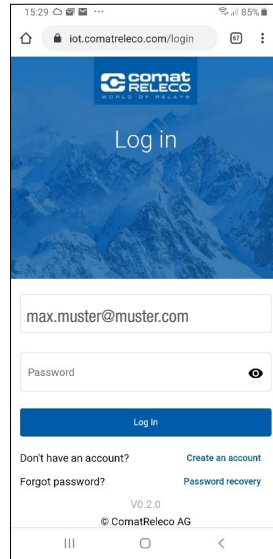 15:29 85%
iot.comatreleco.com/login 67
comat
RELECO
WORLD OF RELAYS
Log in
max.muster@muster.com
Password
Log in
Don't have an account? Create an account
Forgot password? Password recovery
V0.2.0
© ComatReleco AG